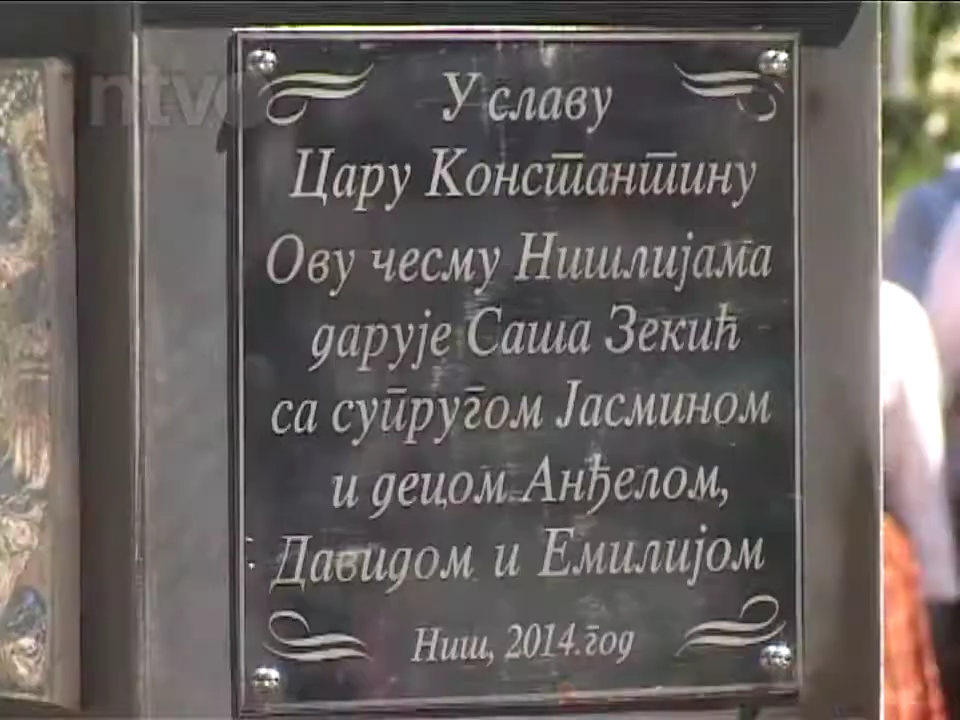 ntv
У славу
Цару Константину
Ову чесму Нишлијама
дарује Саша Зекић
са супругом Јасмином
и децом Анђелом,
Давидом и Емилијом
Ниш, 2014.год